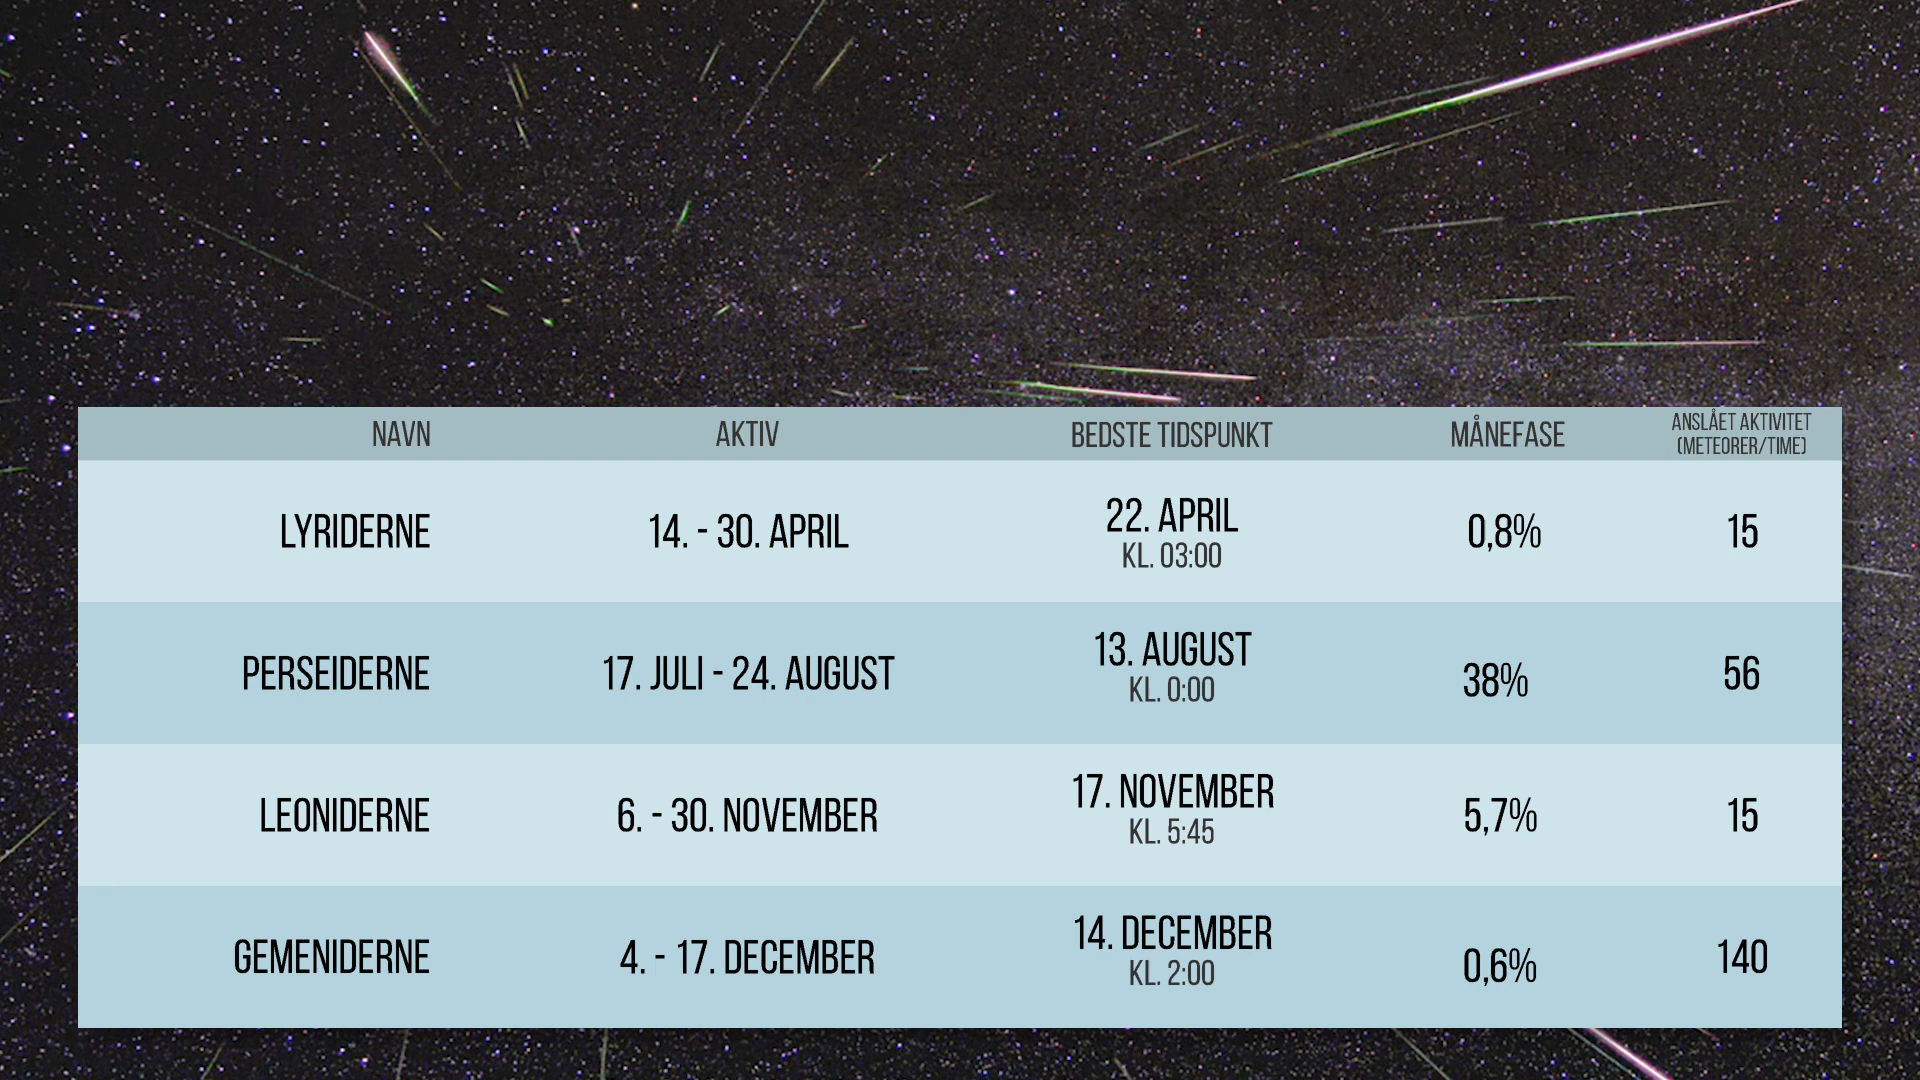 NAVN AKTIV BEDSTE TIDSPUNKT MÅNEFASE ANSLÅET AKTIVITET
(METEORER/TIME)
LYRIDERNE 14. - 30. APRIL 22. APRIL 0,8% 15
KL. 03:00
PERSEIDERNE 17. JULI - 24. AUGUST 13. AUGUST 38% 56
KL. 0:00
LEONIDERNE 6. - 30. NOVEMBER 17. NOVEMBER 5,7% 15
KL. 5:45
GEMENIDERNE 4. - 17. DECEMBER 14. DECEMBER 0,6% 140
KL. 2:00